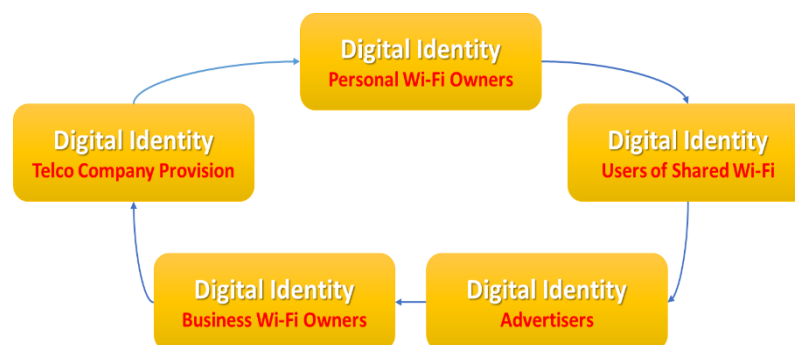 Digital Identity
Personal Wi-Fi Owners
Digital Identity
Telco Company Provision
Digital Identity
Users of Shared Wi-Fi
Digital Identity
Business Wi-Fi Owners
Digital Identity
Advertisers